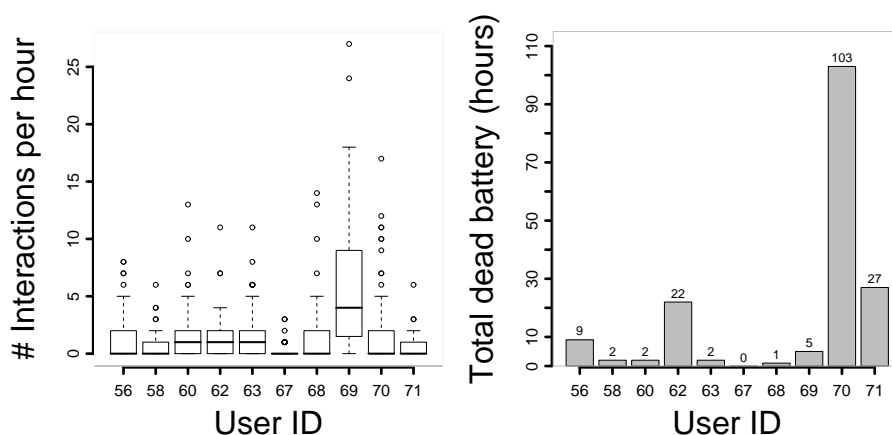 # Interactions per hour
25
20
15
10
5
0
56 58 60 62 63 67 68 69 70 71
User ID
Total dead battery (hours)
110
90
70
50
30
10
0
9 2 2 22 2 0 1 5 103 27
56 58 60 62 63 67 68 69 70 71
User ID